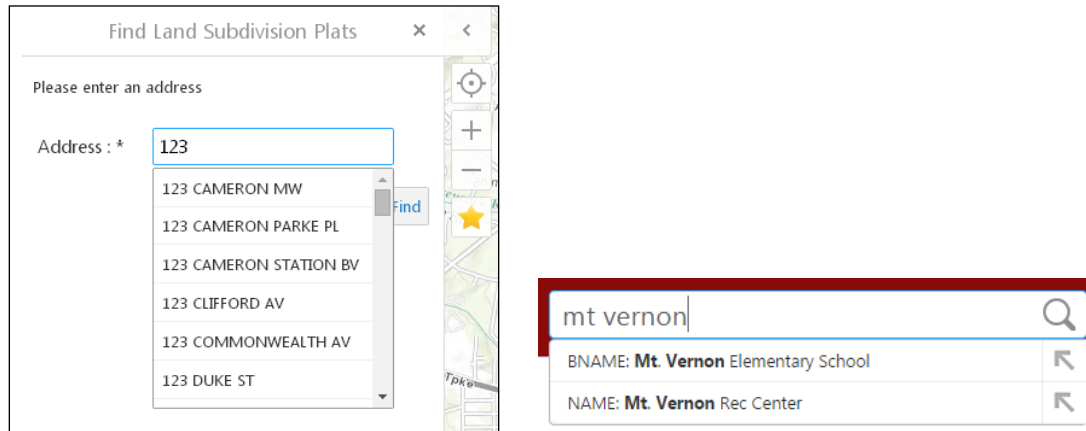 Find Land Subdivision Plats
Please enter an address
Address : * 123
123 CAMERON MW
Find
123 CAMERON PARKE PL
123 CAMERON STATION BV
123 CLIFFORD AV
123 COMMONWEALTH AV
123 DUKE ST
Tpke
mt vernon
BNAME: Mt. Vernon Elementary School
NAME: Mt. Vernon Rec Center